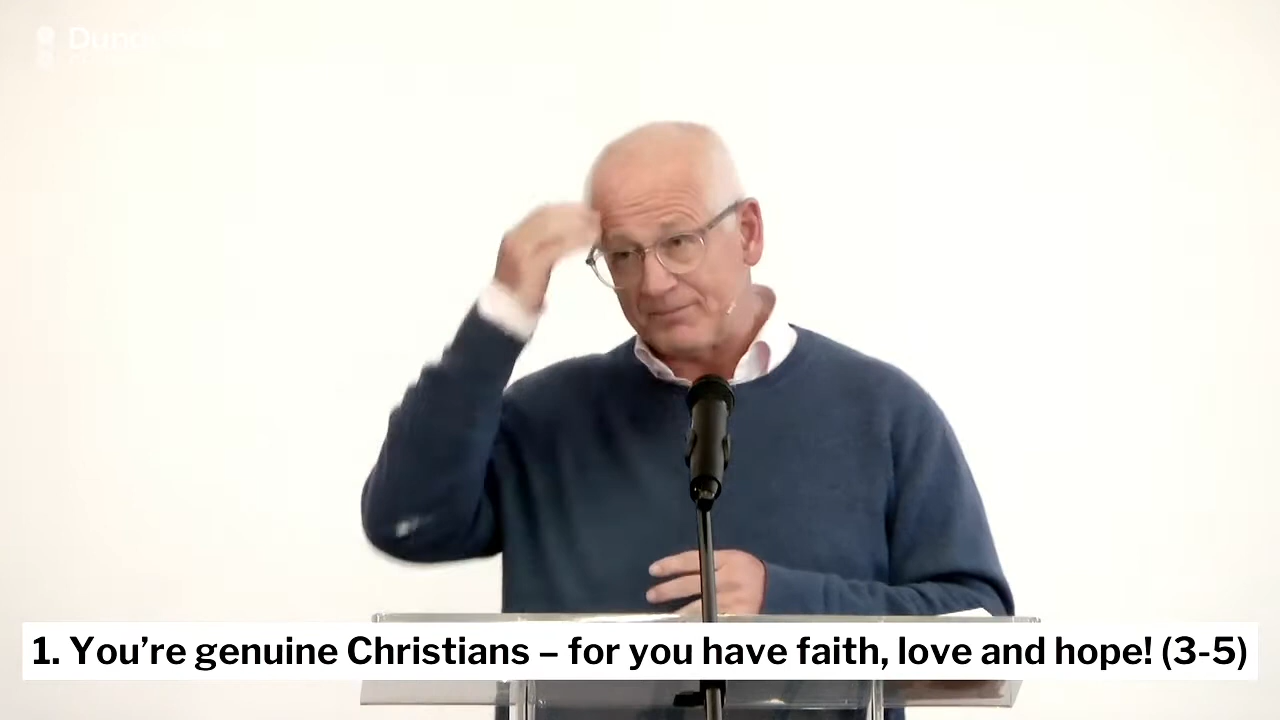 1. You’re genuine Christians – for you have faith, love and hope! (3-5)